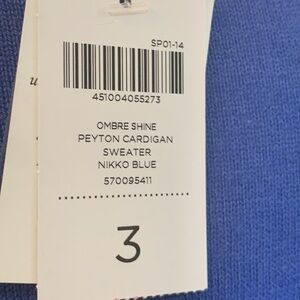 SP01-14
451004055273
OMBRE SHINE
PEYTON CARDIGAN
SWEATER
NIKKO BLUE
570095411
3